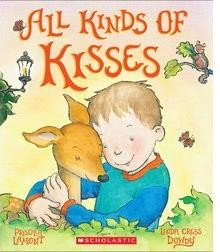 ALL KINDS OF
KISSES
PRISCILLA
LAMONT
LINDA CRESS
DOWDY
SCHOLASTIC